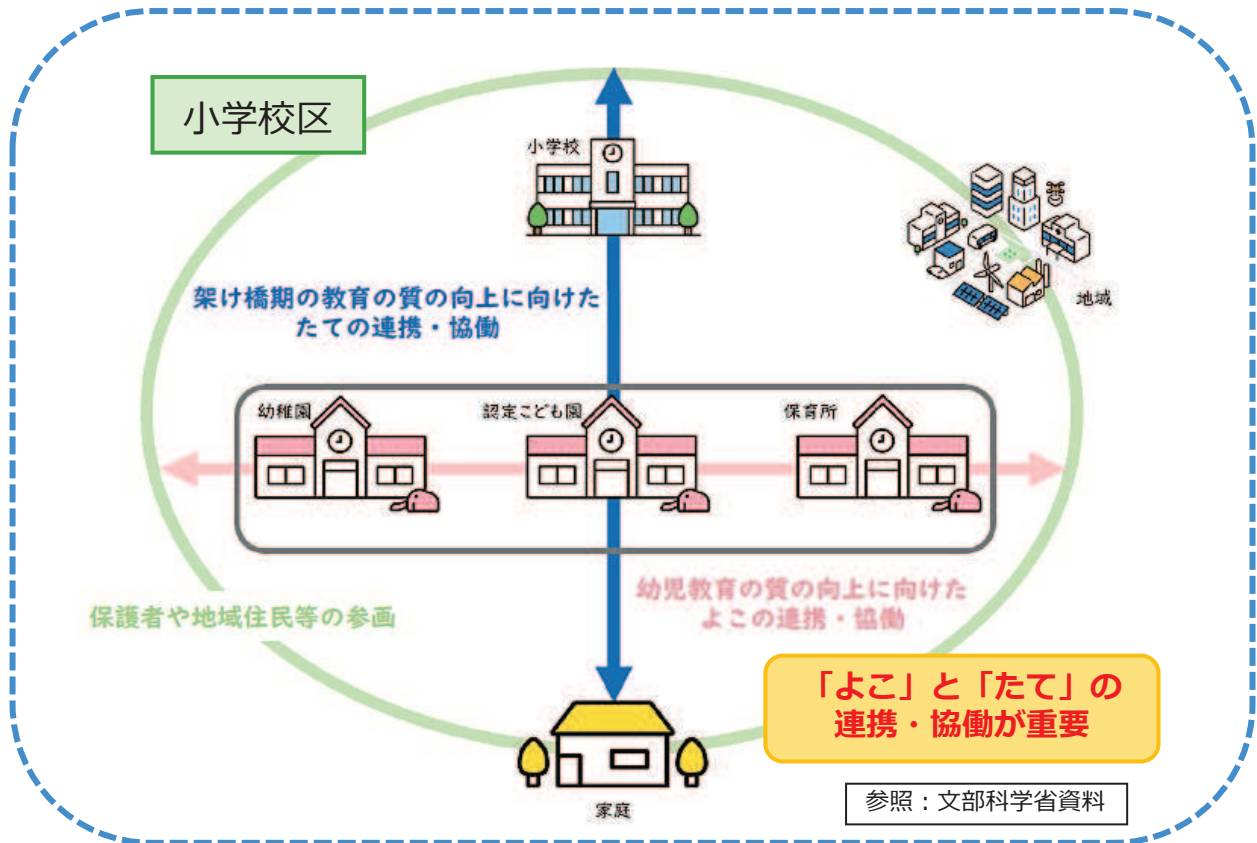 小学校区
小学校
地域
架け橋期の教育の質の向上に向けた
たての連携・協働
幼稚園
認定こども園
保育所
幼児教育の質の向上に向けた
よこの連携・協働
保護者や地域住民等の参画
「よこ」と「たて」の
連携・協働が重要
家庭
参照：文部科学省資料